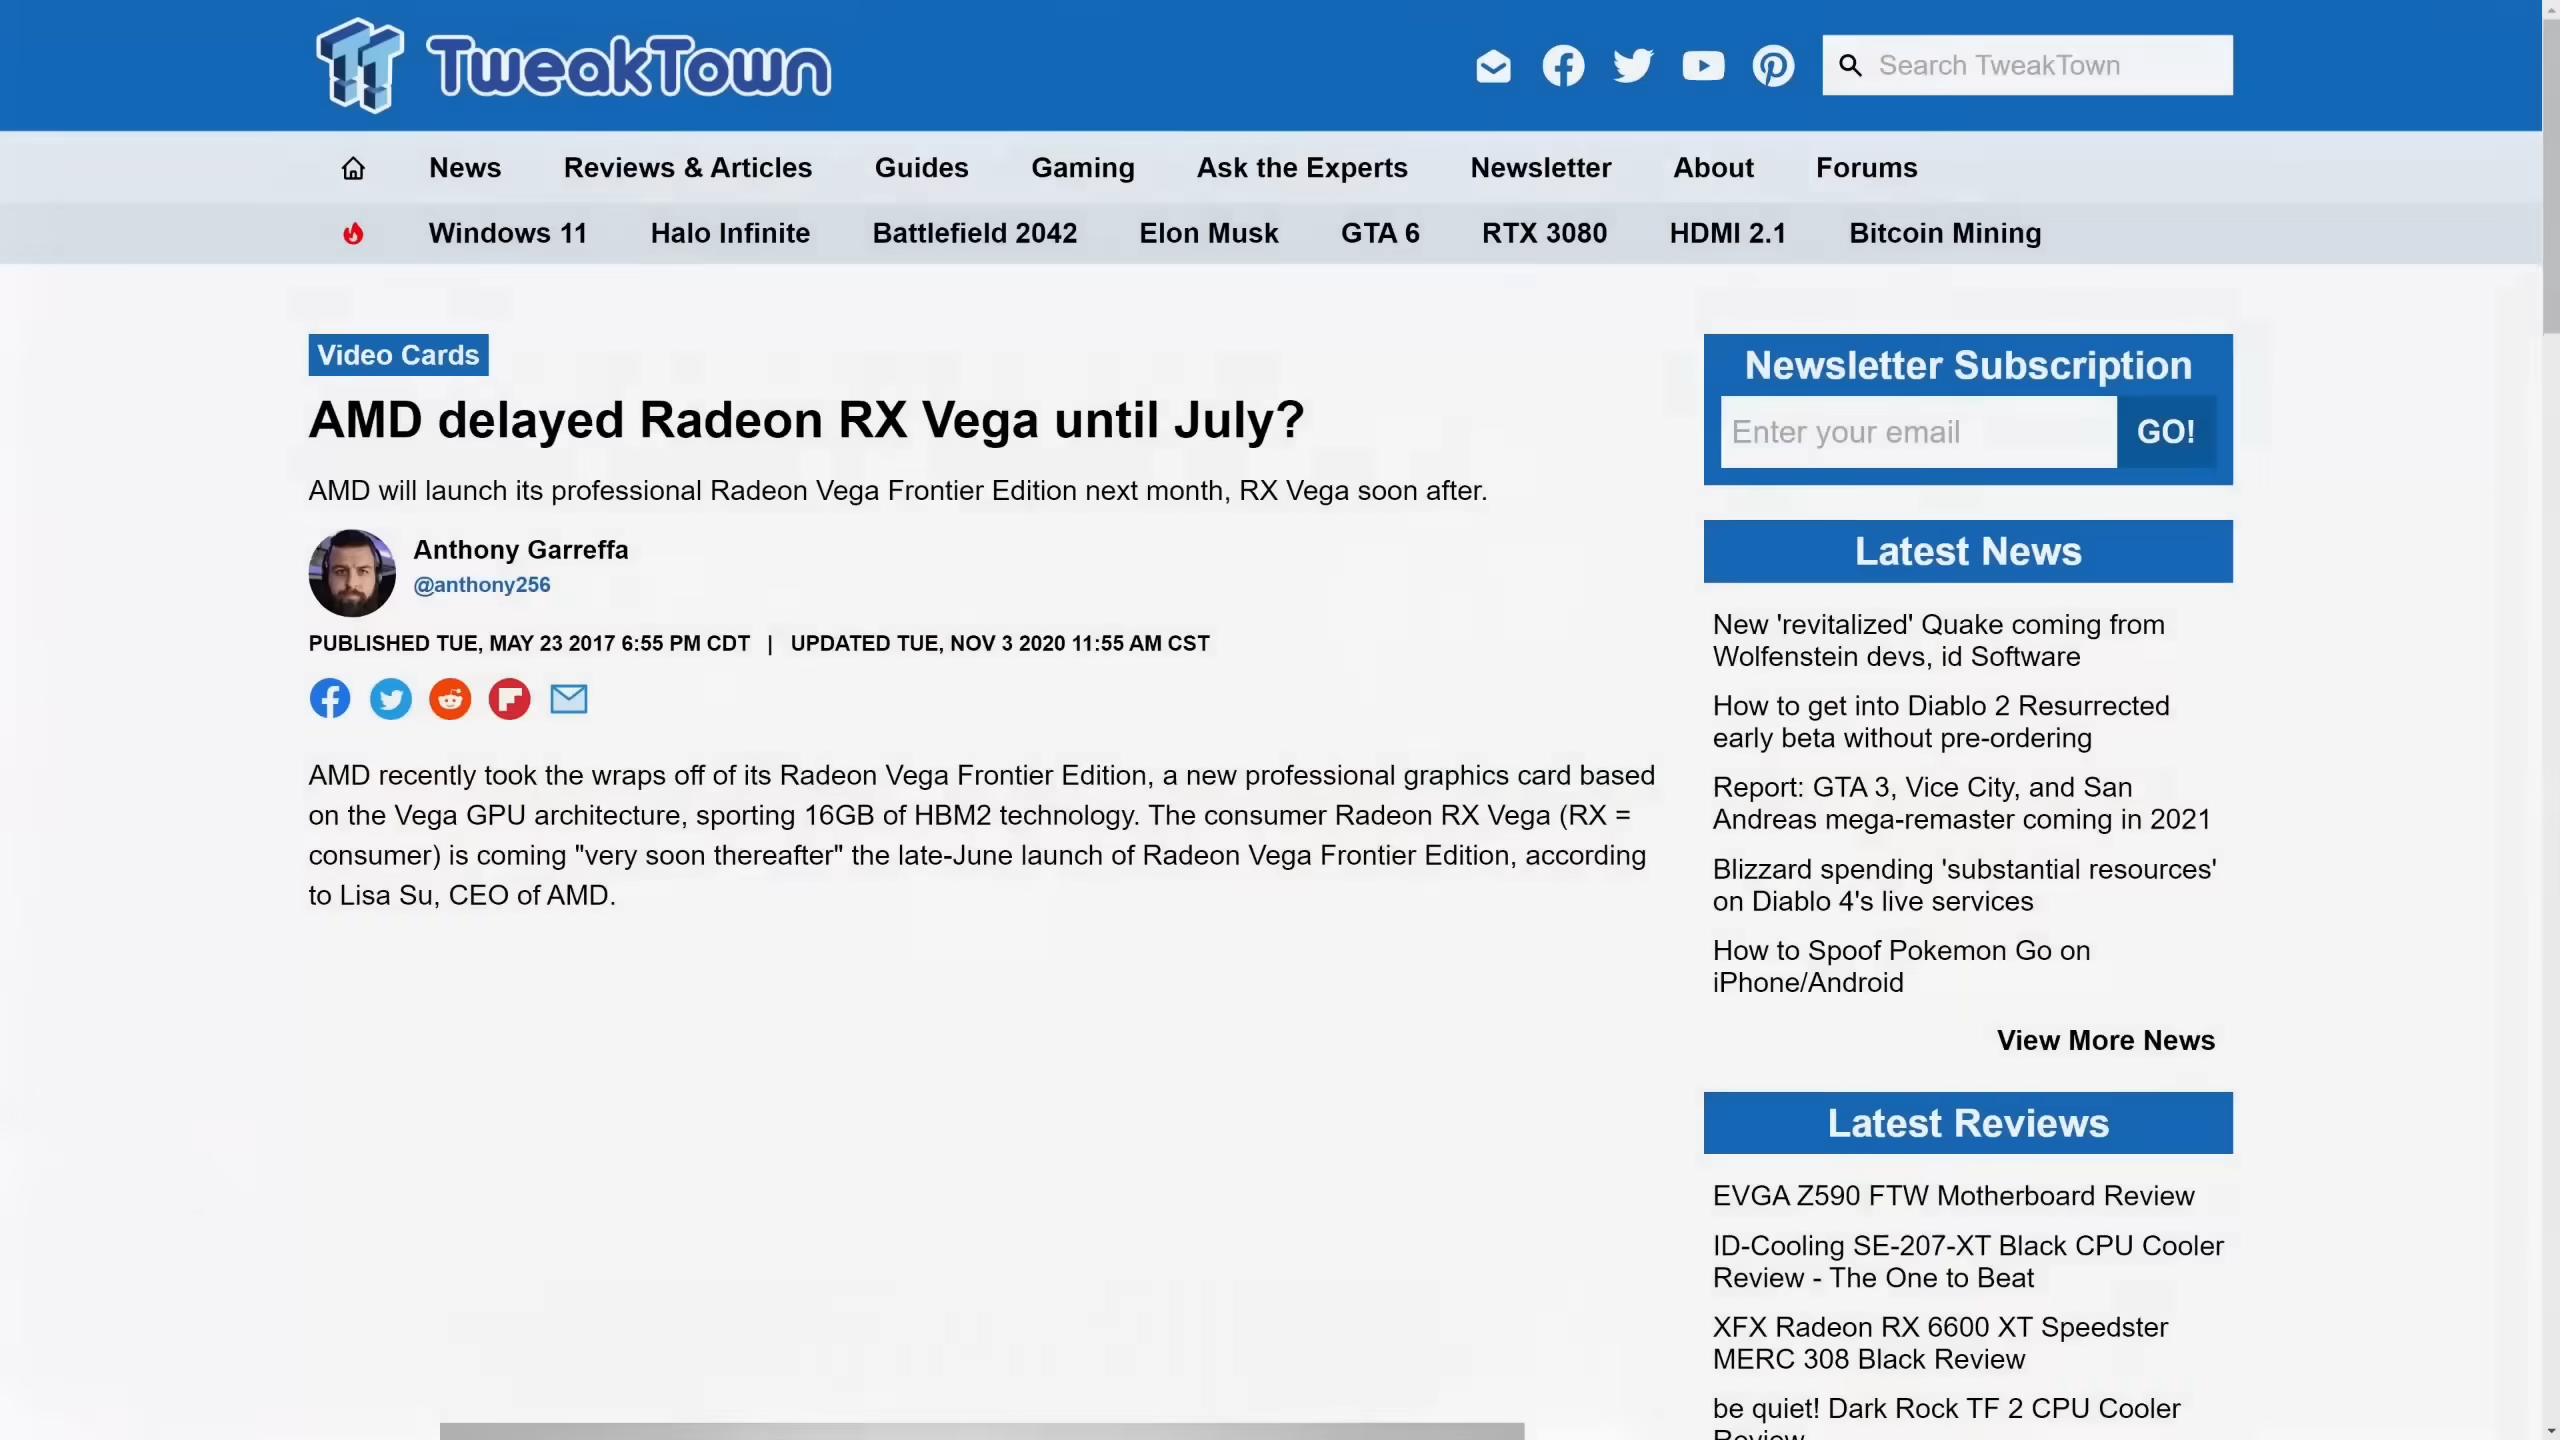 TweakTown
Search TweakTown
News Reviews & Articles Guides Gaming Ask the Experts Newsletter About Forums
Windows 11 Halo Infinite Battlefield 2042 Elon Musk GTA 6 RTX 3080 HDMI 2.1 Bitcoin Mining
Video Cards
AMD delayed Radeon RX Vega until July?
AMD will launch its professional Radeon Vega Frontier Edition next month, RX Vega soon after.
Anthony Garreffa
@anthony256
PUBLISHED TUE, MAY 23 2017 6:55 PM CDT | UPDATED TUE, NOV 3 2020 11:55 AM CST
AMD recently took the wraps off of its Radeon Vega Frontier Edition, a new professional graphics card based
on the Vega GPU architecture, sporting 16GB of HBM2 technology. The consumer Radeon RX Vega (RX =
consumer) is coming "very soon thereafter" the late-June launch of Radeon Vega Frontier Edition, according
to Lisa Su, CEO of AMD.
Newsletter Subscription
Enter your email GO!
Latest News
New 'revitalized' Quake coming from
Wolfenstein devs, id Software
How to get into Diablo 2 Resurrected
early beta without pre-ordering
Report: GTA 3, Vice City, and San
Andreas mega-remaster coming in 2021
Blizzard spending 'substantial resources'
on Diablo 4's live services
How to Spoof Pokemon Go on
iPhone/Android
View More News
Latest Reviews
EVGA Z590 FTW Motherboard Review
ID-Cooling SE-207-XT Black CPU Cooler
Review - The One to Beat
XFX Radeon RX 6600 XT Speedster
MERC 308 Black Review
be quiet! Dark Rock TF 2 CPU Cooler
Review